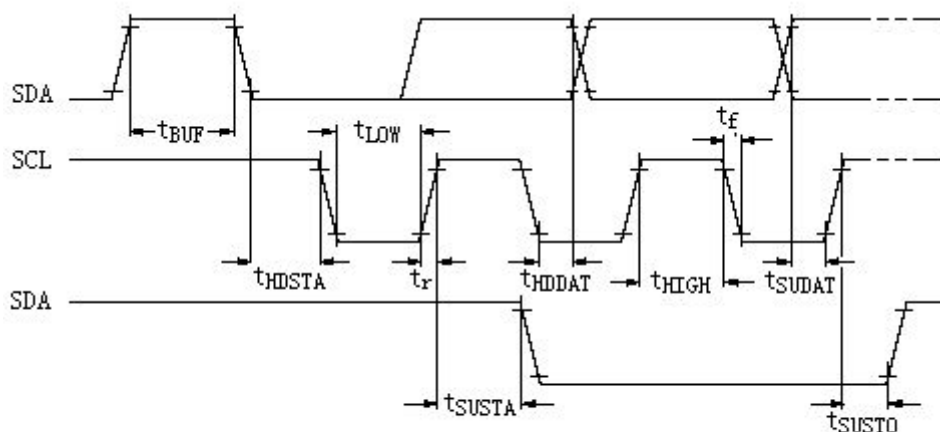 SDA
tBUF
tLOW
tf
SCL
tHDSTA
tr
tHDDAT
tHIGH
tSUDAT
SDA
tSUSTA
tSUSTO